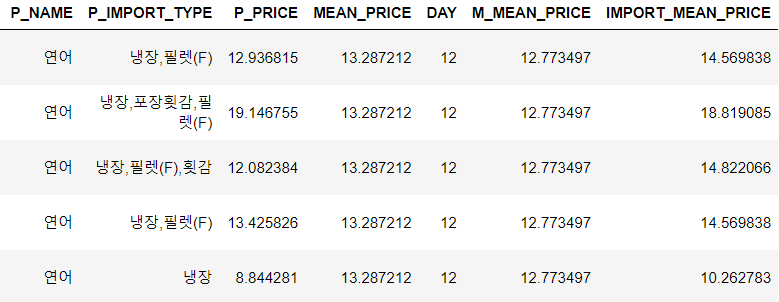 P_NAME P_IMPORT_TYPE P_PRICE MEAN_PRICE DAY M_MEAN_PRICE IMPORT_MEAN_PRICE
연어 냉장,필렛(F) 12.936815 13.287212 12 12.773497 14.569838
연어 냉장,포장횟감,필
렛(F) 19.146755 13.287212 12 12.773497 18.819085
연어 냉장,필렛(F),횟감 12.082384 13.287212 12 12.773497 14.822066
연어 냉장,필렛(F) 13.425826 13.287212 12 12.773497 14.569838
연어 냉장 8.844281 13.287212 12 12.773497 10.262783